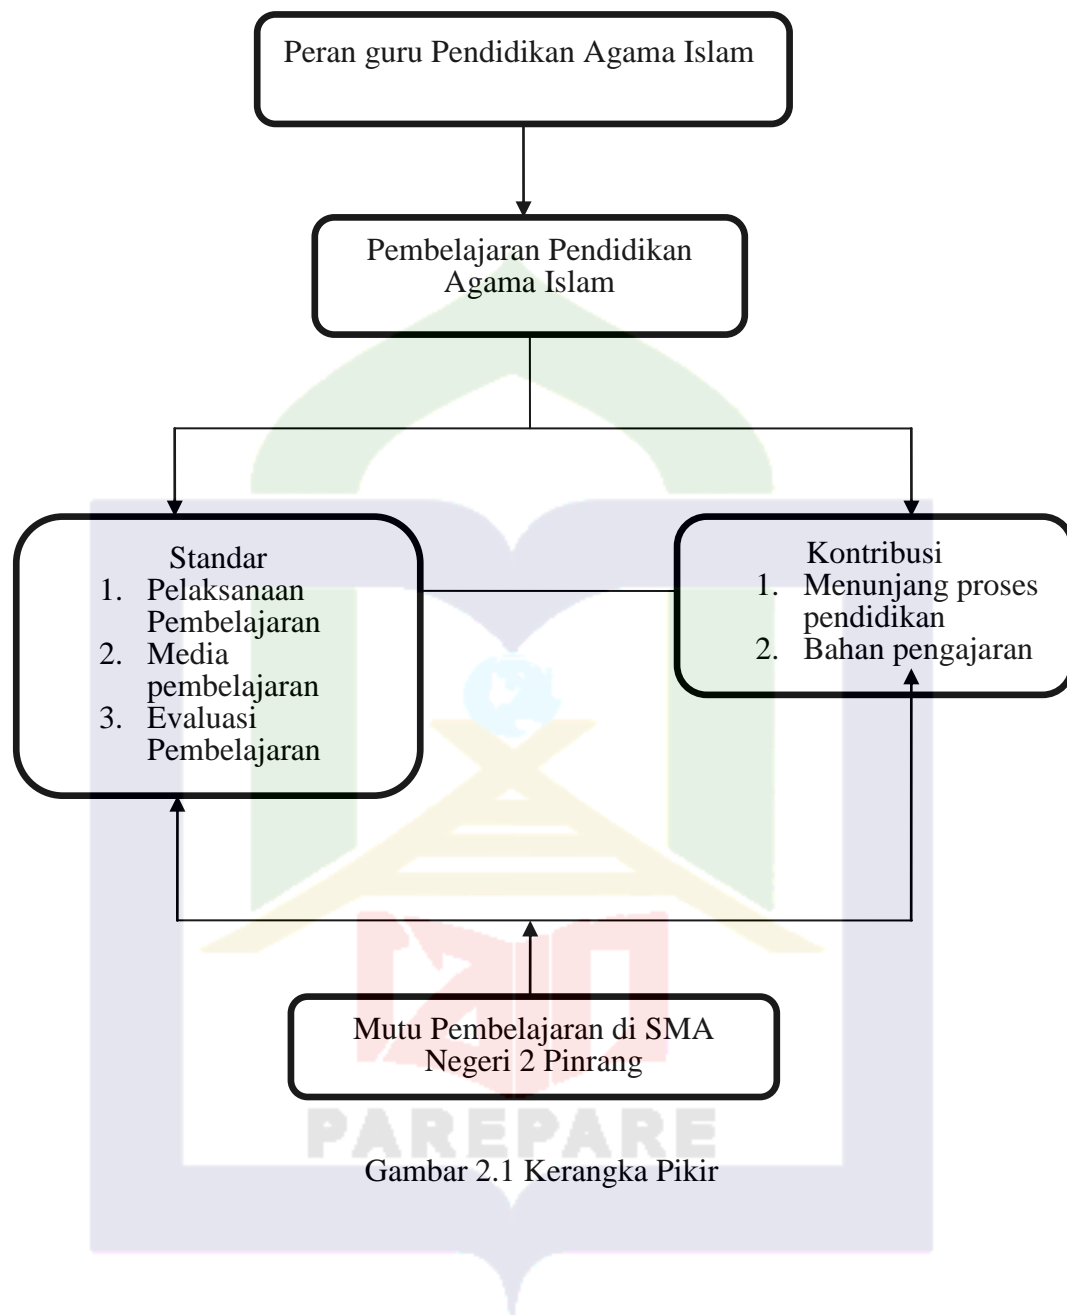 Peran guru Pendidikan Agama Islam
Pembelajaran Pendidikan
Agama Islam
Standar
1. Pelaksanaan
Pembelajaran
2. Media
pembelajaran
3. Evaluasi
Pembelajaran
Kontribusi
1. Menunjang proses
pendidikan
2. Bahan pengajaran
Mutu Pembelajaran di SMA
Negeri 2 Pinrang
PAREPARE
Gambar 2.1 Kerangka Pikir